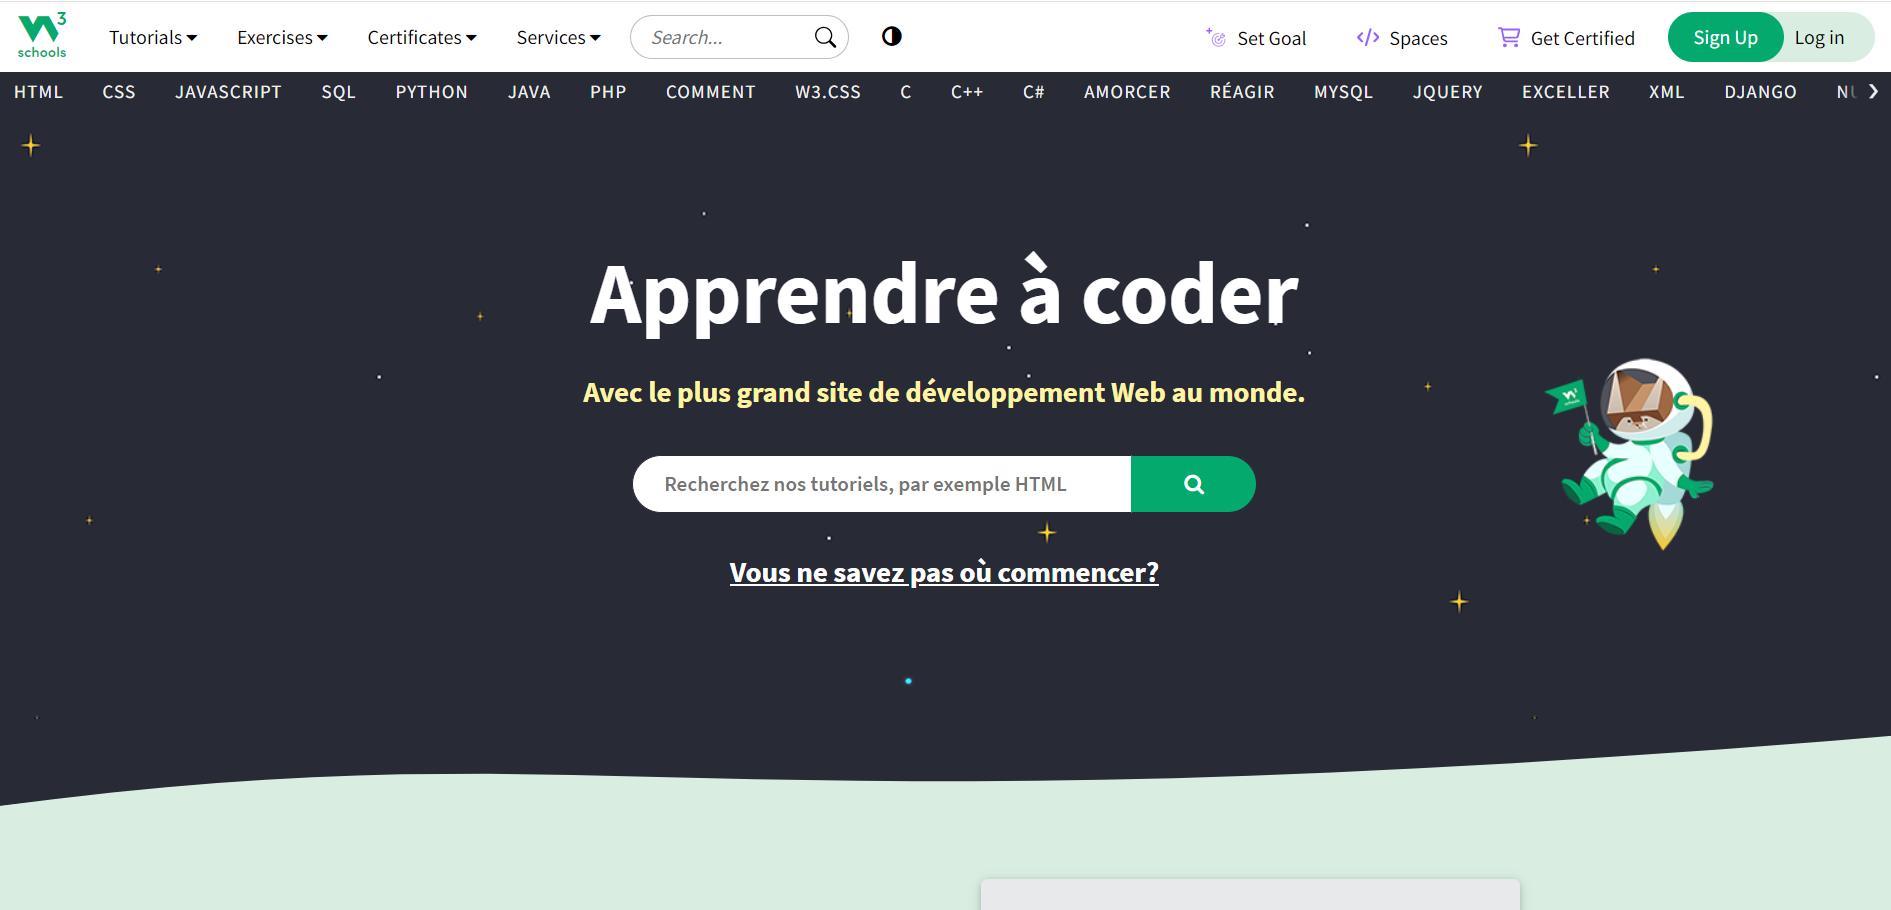 W3 schools
Tutorials Exercises Certificates Services Search... Set Goal Spaces Get Certified Sign Up Log in
HTML CSS JAVASCRIPT SQL PYTHON JAVA PHP COMMENT W3.CSS C C++ C# AMORCER RÉAGIR MYSQL JQUERY EXCELLER XML DJANGO
Apprendre à coder
Avec le plus grand site de développement Web au monde.
Recherchez nos tutoriels, par exemple HTML
Vous ne savez pas où commencer?